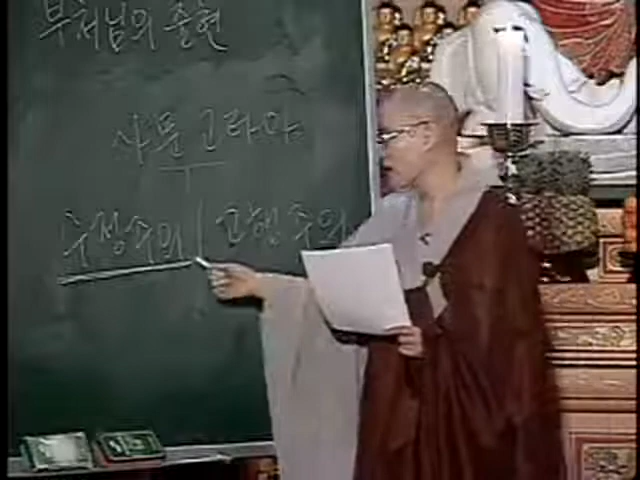 부처님의 출현
사문 고타마
수정주의 | 고행주의